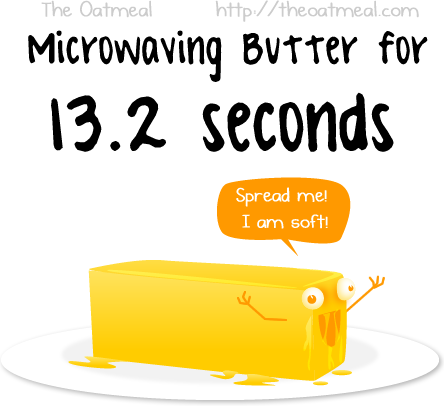 The Oatmeal http://theoatmeal.com
Microwaving Butter for
13.2 seconds
Spread me!
I am soft!